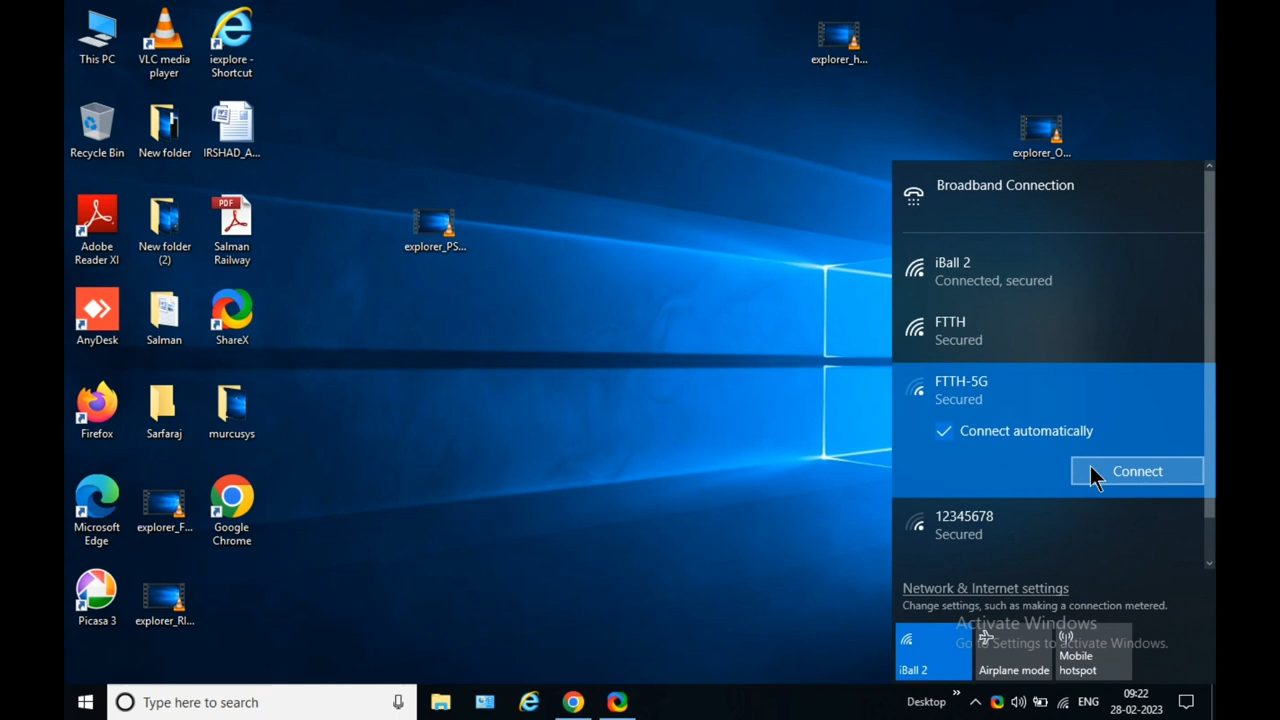 This PC
VLC media
player
iexplore -
Shortcut
explorer_h...
Recycle Bin
New folder
IRSHAD_A...
explorer_O...
Adobe
Reader XI
New folder
(2)
PDF
Salman
Railway
explorer_PS...
AnyDesk
Salman
ShareX
Firefox
Sarfaraj
murcusys
Microsoft
Edge
explorer_F...
Google
Chrome
Picasa 3
explorer_RI...
Broadband Connection
iBall 2
Connected, secured
FTTH
Secured
FTTH-5G
Secured
Connect automatically
Connect
12345678
Secured
Network & Internet settings
Change settings, such as making a connection metered.
Activate Windows
Go to Settings to activate Windows.
iBall 2
Airplane mode
Mobile
hotspot
Type here to search
Desktop
ENG
09:22
28-02-2023